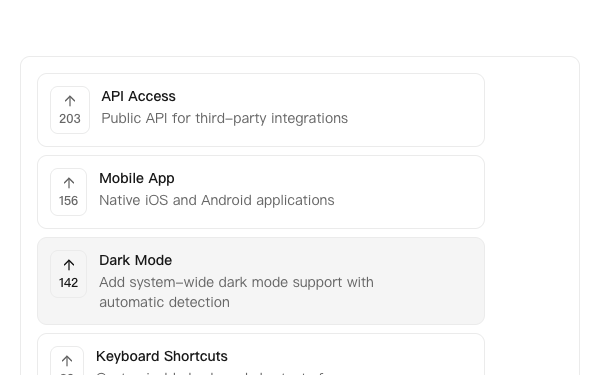 API Access
203
Public API for third-party integrations
Mobile App
156
Native iOS and Android applications
Dark Mode
142
Add system-wide dark mode support with
automatic detection
Keyboard Shortcuts